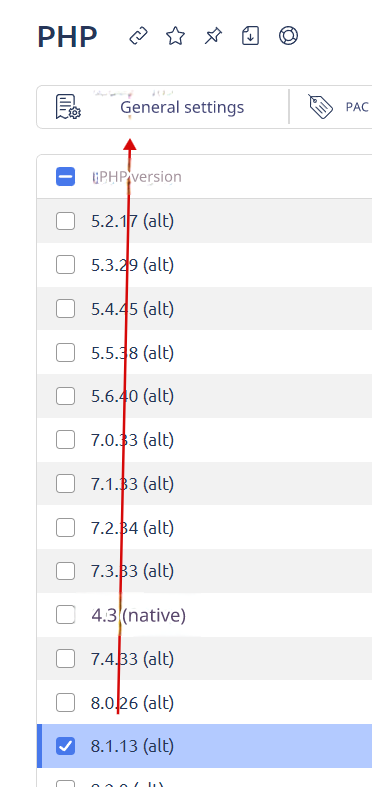 PHP
General settings
PAC
PHP version
5.2.17 (alt)
5.3.29 (alt)
5.4.45 (alt)
5.5.38 (alt)
5.6.40 (alt)
7.0.33 (alt)
7.1.33 (alt)
7.2.34 (alt)
7.3.33 (alt)
4.3 (native)
7.4.33 (alt)
8.0.26 (alt)
8.1.13 (alt)